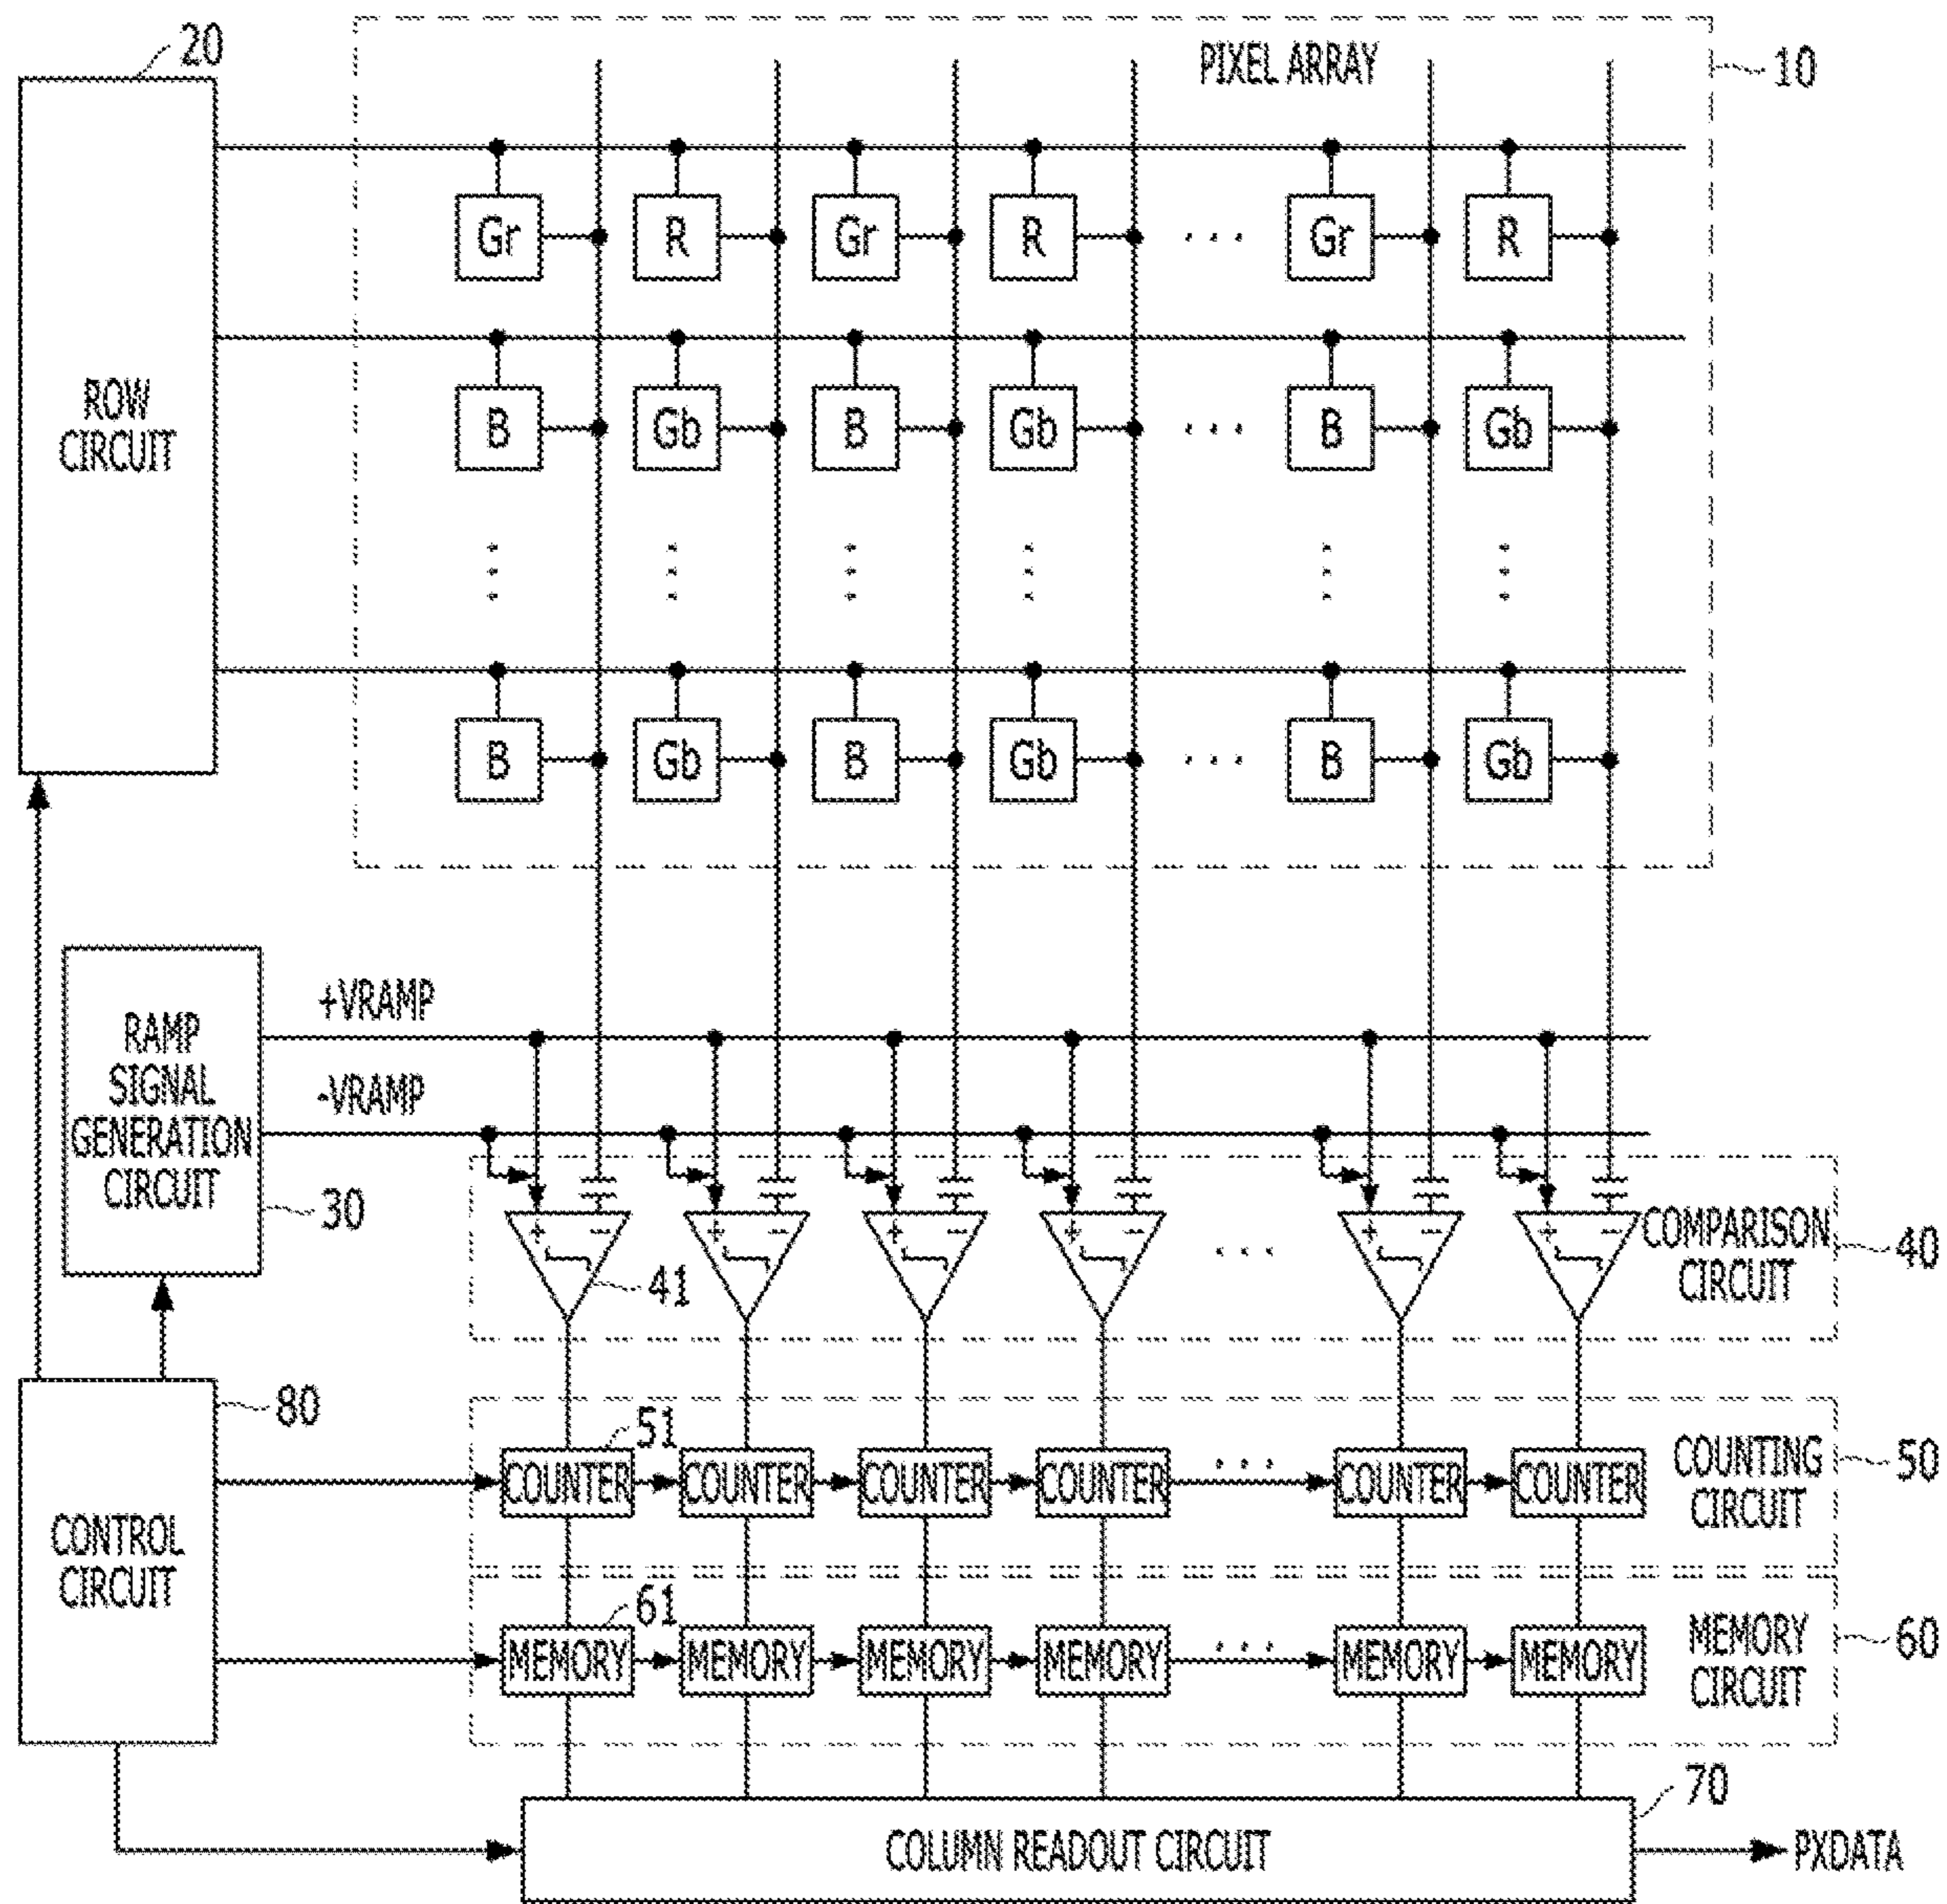 20
PIXEL ARRAY
10
Gr R Gr R ... Gr R
ROW
CIRCUIT
B Gb B Gb ... B Gb
B Gb B Gb ... B Gb
+VRAMP
RAMP
SIGNAL
GENERATION
CIRCUIT
-VRAMP
30
+ - + - + - + - ... + - + -
COMPARISON
CIRCUIT
40
41
80
51
COUNTER COUNTER COUNTER COUNTER ... COUNTER COUNTER
COUNTING
CIRCUIT
50
CONTROL
CIRCUIT
61
MEMORY MEMORY MEMORY MEMORY ... MEMORY MEMORY
MEMORY
CIRCUIT
60
70
COLUMN READOUT CIRCUIT
PXDATA